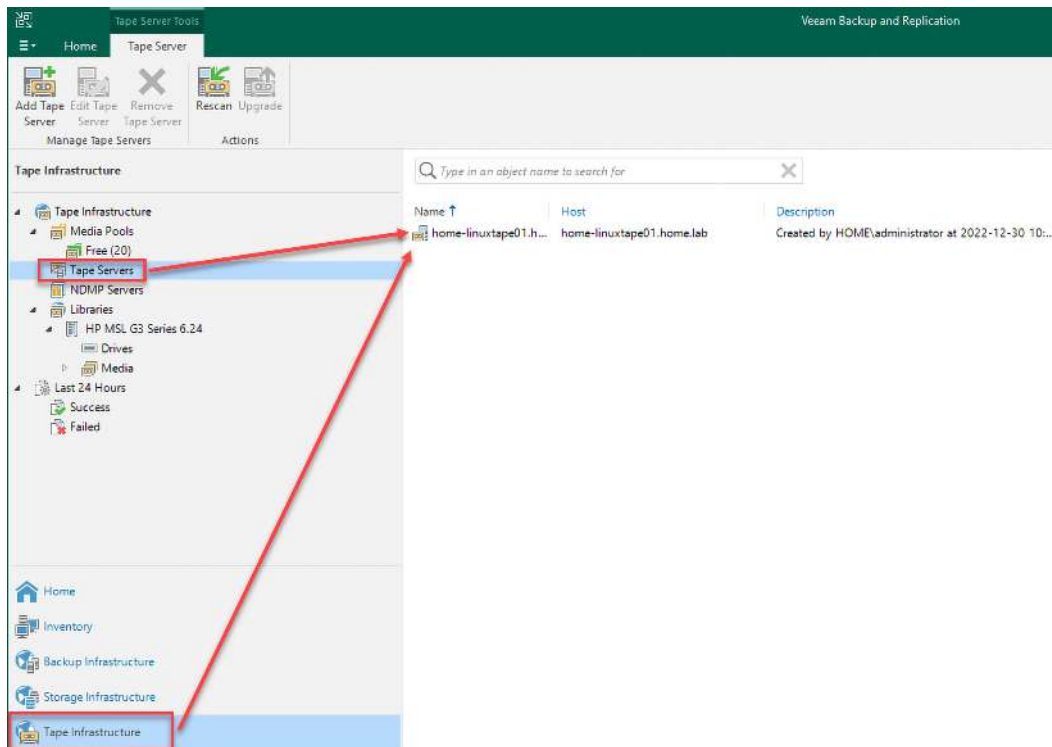 Tape Server Tools
Veeam Backup and Replication
Home
Tape Server
Add Tape Server
Edit Tape Server
Remove Tape Server
Rescan
Upgrade
Manage Tape Servers
Actions
Tape Infrastructure
Type in an object name to search for
Tape Infrastructure
Media Pools
Free (20)
Tape Servers
NDMP Servers
Libraries
HP MSL G3 Series 6.24
Drives
Media
Last 24 Hours
Success
Failed
Name Host Description
home-linuxtape01.h... home-linuxtape01.home.lab Created by HOME\administrator at 2022-12-30 10:...
Home
Inventory
Backup Infrastructure
Storage Infrastructure
Tape Infrastructure